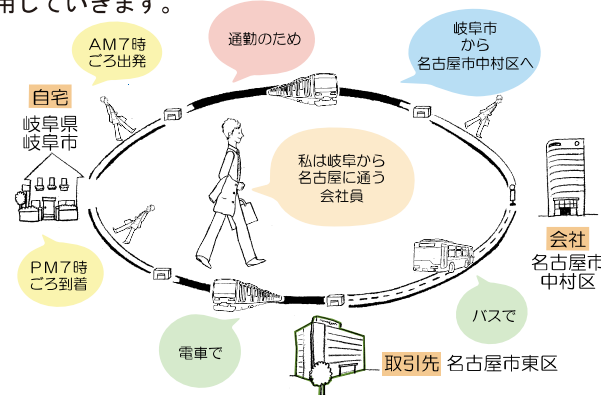 用していきます。
AM7時
ごろ出発
通勤のため
岐阜市
から
名古屋市中村区へ
自宅
岐阜県
岐阜市
私は岐阜から
名古屋に通う
会社員
会社
名古屋市
中村区
PM7時
ごろ到着
電車で
バスで
取引先 名古屋市東区